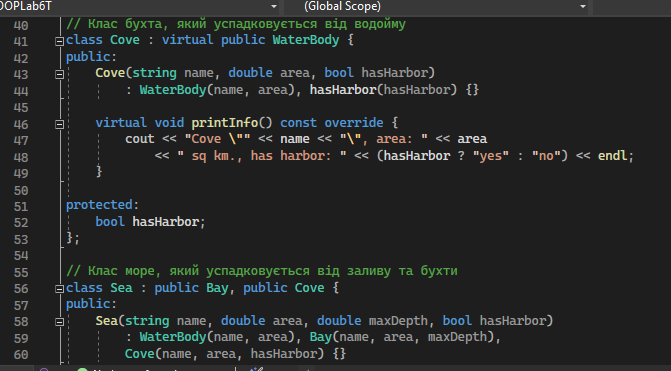 OOPLab6T (Global Scope)
40 // Клас бухта, який успадковується від водойму
41 class Cove : virtual public WaterBody {
42 public:
43 Cove(string name, double area, bool hasHarbor)
44 : WaterBody(name, area), hasHarbor(hasHarbor) {}
45
46 virtual void printInfo() const override {
47 cout << "Cove \"" << name << "\", area: " << area
48 << " sq km., has harbor: " << (hasHarbor ? "yes" : "no") << endl;
49 }
50
51 protected:
52 bool hasHarbor;
53 };
54
55 // Клас море, який успадковується від заливу та бухти
56 class Sea : public Bay, public Cove {
57 public:
58 Sea(string name, double area, double maxDepth, bool hasHarbor)
59 : WaterBody(name, area), Bay(name, area, maxDepth),
60 Cove(name, area, hasHarbor) {}